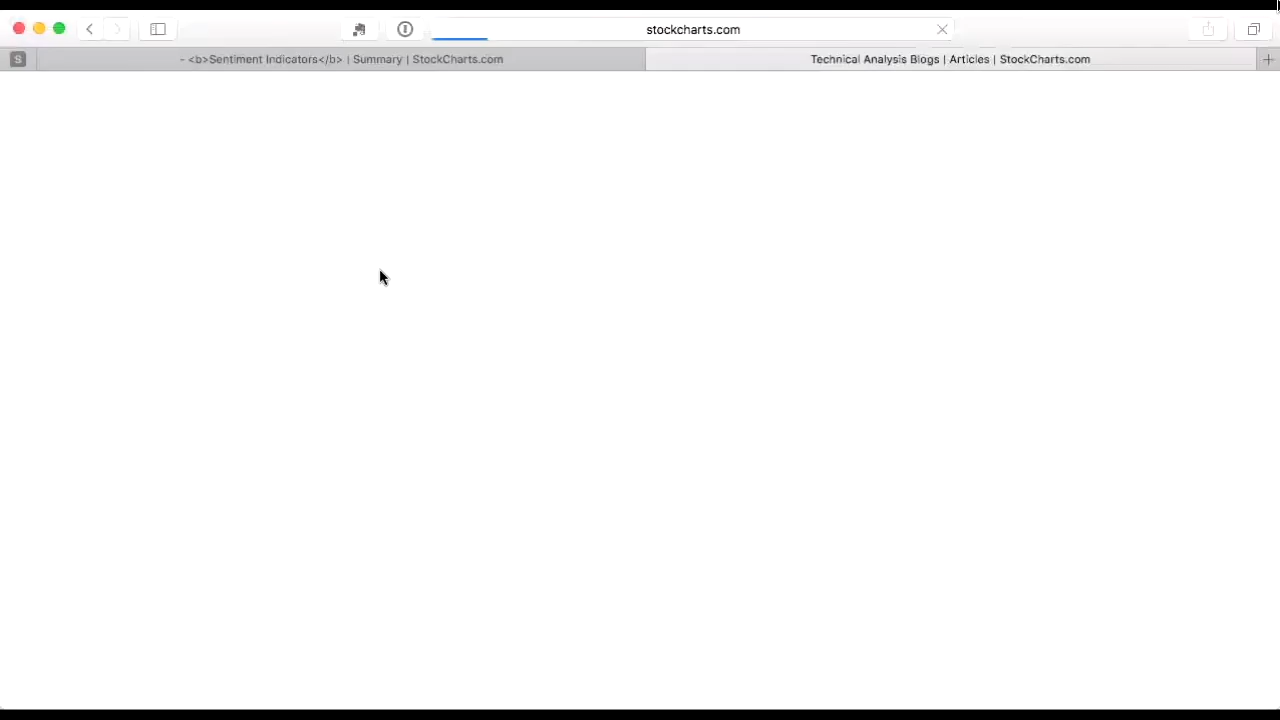 stockcharts.com
S
- <b>Sentiment Indicators</b> | Summary | StockCharts.com
Technical Analysis Blogs | Articles | StockCharts.com